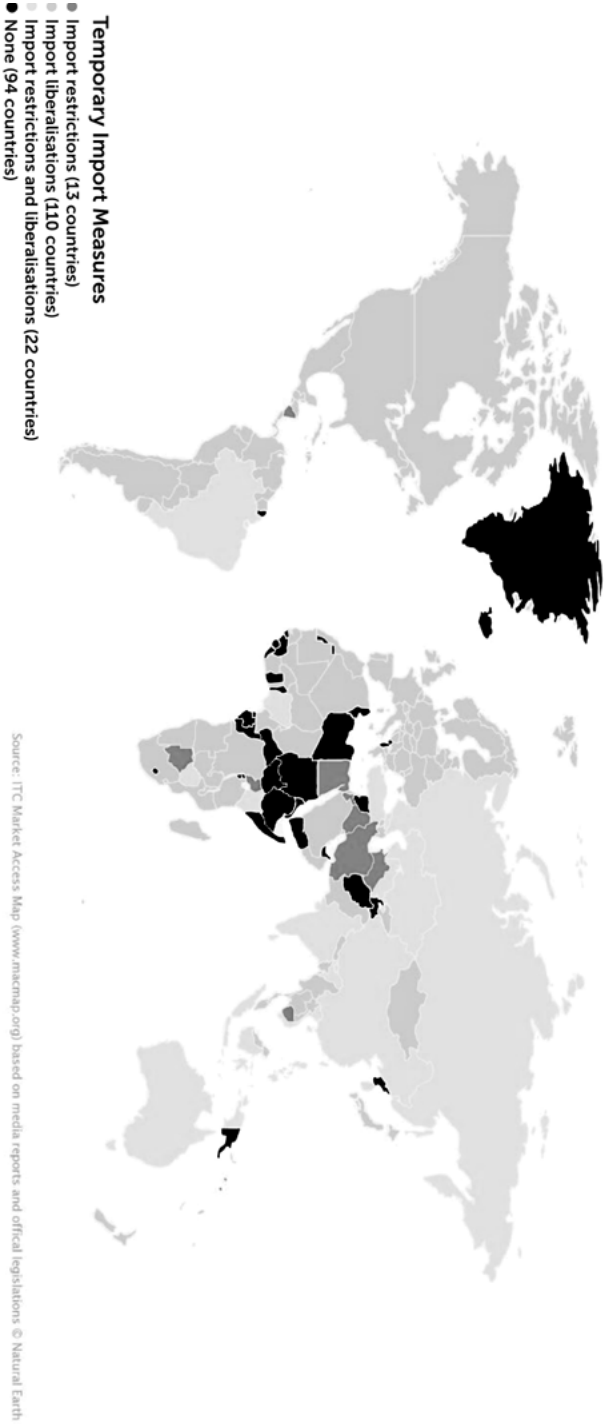 Temporary Import Measures
Import restrictions (13 countries)
Import liberalisations (110 countries)
Import restrictions and liberalisations (22 countries)
None (94 countries)
Source: ITC Market Access Map (www.macmap.org) based on media reports and offical legislations © Natural Earth